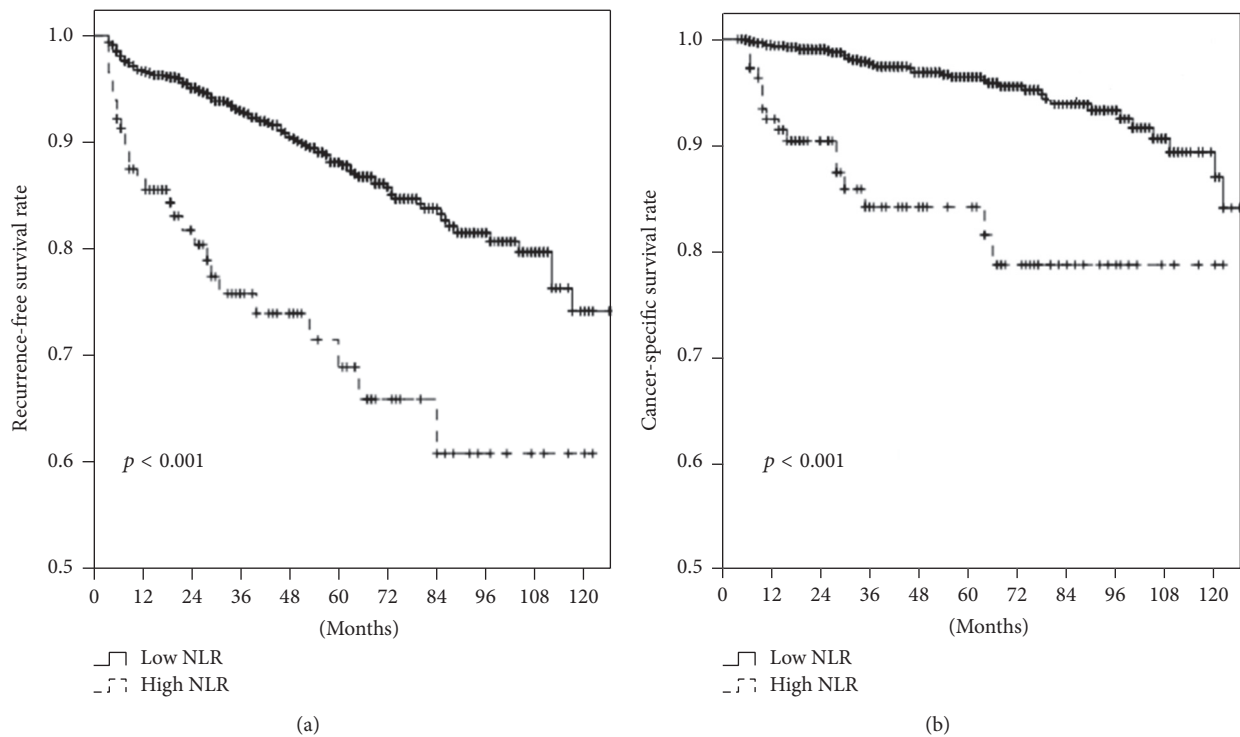 1.0
0.9
0.8
0.7
0.6
0.5
Recurrence-free survival rate
p < 0.001
0 12 24 36 48 60 72 84 96 108 120
(Months)
Low NLR
High NLR
(a)
1.0
0.9
0.8
0.7
0.6
0.5
Cancer-specific survival rate
p < 0.001
0 12 24 36 48 60 72 84 96 108 120
(Months)
Low NLR
High NLR
(b)